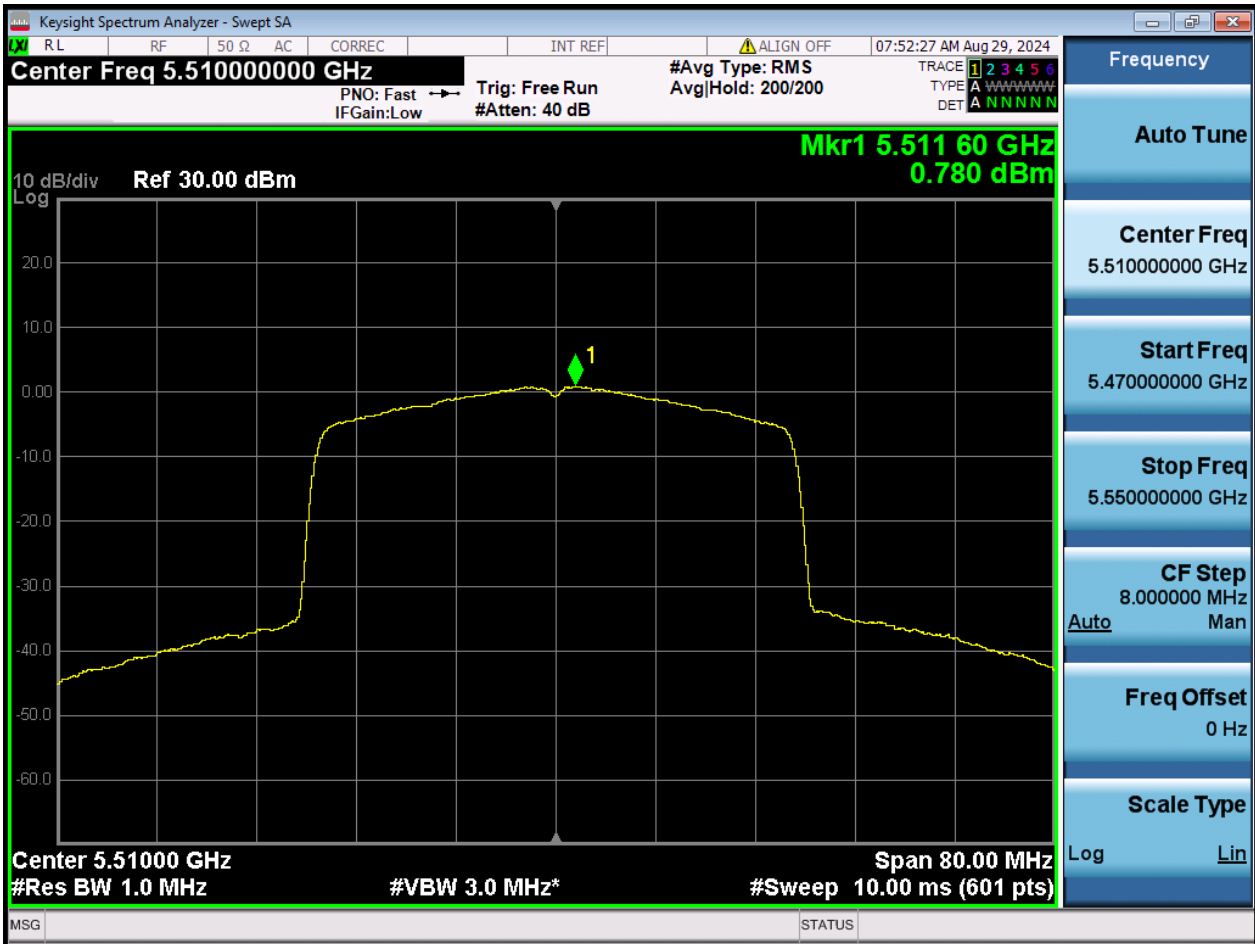 Keysight Spectrum Analyzer - Swept SA
LXI RL RF 50 Ω AC CORREC INT REF ALIGN OFF 07:52:27 AM Aug 29, 2024
Center Freq 5.510000000 GHz
PNO: Fast
IFGain:Low
Trig: Free Run
#Atten: 40 dB
#Avg Type: RMS
Avg|Hold: 200/200
TRACE 1 2 3 4 5 6
TYPE A W W W W W
DET A N N N N N
Mkr1 5.511 60 GHz
0.780 dBm
10 dB/div Ref 30.00 dBm
Log
20.0
10.0
0.00
-10.0
-20.0
-30.0
-40.0
-50.0
-60.0
1
Center 5.51000 GHz Span 80.00 MHz
#Res BW 1.0 MHz #VBW 3.0 MHz* #Sweep 10.00 ms (601 pts)
MSG STATUS
Frequency
Auto Tune
Center Freq
5.510000000 GHz
Start Freq
5.470000000 GHz
Stop Freq
5.550000000 GHz
CF Step
8.000000 MHz
Auto Man
Freq Offset
0 Hz
Scale Type
Log Lin